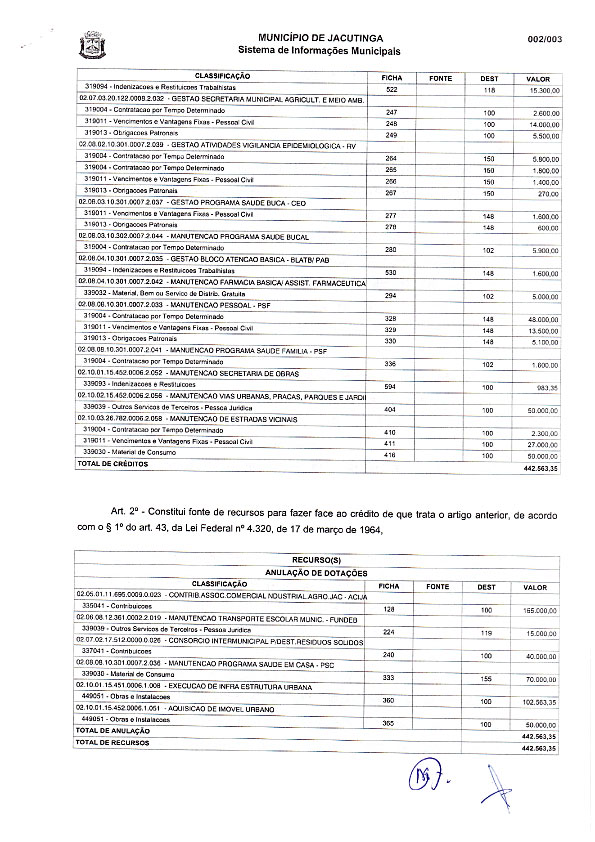 MUNICÍPIO DE JACUTINGA 002/003
Sistema de Informações Municipais
CLASSIFICAÇÃO FICHA FONTE DEST VALOR
319094 - Indenizacoes e Restituicoes Trabalhistas 522 118 15.300,00
02.07.03.20.122.0009.2.032 - GESTAO SECRETARIA MUNICIPAL AGRICULT. E MEIO AMB.
319004 - Contratacao por Tempo Determinado 247 100 2.600,00
319011 - Vencimentos e Vantagens Fixas - Pessoal Civil 248 100 14.000,00
319013 - Obrigacoes Patronais 249 100 5.500,00
02.08.02.10.301.0007.2.039 - GESTAO ATIVIDADES VIGILANCIA EPIDEMIOLOGICA - RV
319004 - Contratacao por Tempo Determinado 264 150 5.800,00
319004 - Contratacao por Tempo Determinado 265 150 1.800,00
319011 - Vencimentos e Vantagens Fixas - Pessoal Civil 266 150 1.400,00
319013 - Obrigacoes Patronais 267 150 270,00
02.08.03.10.301.0007.2.037 - GESTAO PROGRAMA SAUDE BUCA - CEO
319011 - Vencimentos e Vantagens Fixas - Pessoal Civil 277 148 1.600,00
319013 - Obrigacoes Patronais 278 148 600,00
02.08.03.10.302.0007.2.044 - MANUTENCAO PROGRAMA SAUDE BUCAL
319004 - Contratacao por Tempo Determinado 280 102 5.900,00
02.08.04.10.301.0007.2.035 - GESTAO BLOCO ATENCAO BASICA - BLATB/ PAB
319094 - Indenizacoes e Restituicoes Trabalhistas 530 148 1.600,00
02.08.04.10.301.0007.2.042 - MANUTENCAO FARMACIA BASICA/ ASSIST. FARMACEUTICA
339032 - Material, Bem ou Servico de Distrib. Gratuita 294 102 5.000,00
02.08.08.10.301.0007.2.033 - MANUTENCAO PESSOAL - PSF
319004 - Contratacao por Tempo Determinado 328 148 48.000,00
319011 - Vencimentos e Vantagens Fixas - Pessoal Civil 329 148 13.500,00
319013 - Obrigacoes Patronais 330 148 5.100,00
02.08.08.10.301.0007.2.041 - MANUENCAO PROGRAMA SAUDE FAMILIA - PSF
319004 - Contratacao por Tempo Determinado 336 102 1.600,00
02.10.01.15.452.0006.2.052 - MANUTENCAO SECRETARIA DE OBRAS
339093 - Indenizacoes e Restituicoes 594 100 983,35
02.10.02.15.452.0006.2.056 - MANUTENCAO VIAS URBANAS, PRACAS, PARQUES E JARDI
339039 - Outros Servicos de Terceiros - Pessoa Juridica 404 100 50.000,00
02.10.03.26.782.0006.2.058 - MANUTENCAO DE ESTRADAS VICINAIS
319004 - Contratacao por Tempo Determinado 410 100 2.300,00
319011 - Vencimentos e Vantagens Fixas - Pessoal Civil 411 100 27.000,00
339030 - Material de Consumo 416 100 50.000,00
TOTAL DE CRÉDITOS 442.563,35
Art. 2º - Constitui fonte de recursos para fazer face ao crédito de que trata o artigo anterior, de acordo
com o § 1º do art. 43, da Lei Federal nº 4.320, de 17 de março de 1964,
RECURSO(S)
ANULAÇÃO DE DOTAÇÕES
CLASSIFICAÇÃO FICHA FONTE DEST VALOR
02.05.01.11.695.0009.0.023 - CONTRIB.ASSOC.COMERCIAL NDUSTRIAL.AGRO.JAC - ACIJA
335041 - Contribuicoes 128 100 165.000,00
02.06.08.12.361.0002.2.019 - MANUTENCAO TRANSPORTE ESCOLAR MUNIC. - FUNDEB
339039 - Outros Servicos de Terceiros - Pessoa Juridica 224 119 15.000,00
02.07.02.17.512.0000.0.026 - CONSORCIO INTERMUNICIPAL P/DEST.RESIDUOS SOLIDOS
337041 - Contribuicoes 240 100 40.000,00
02.08.08.10.301.0007.2.036 - MANUTENCAO PROGRAMA SAUDE EM CASA - PSC
339030 - Material de Consumo 333 155 70.000,00
02.10.01.15.451.0006.1.008 - EXECUCAO DE INFRA ESTRUTURA URBANA
449051 - Obras e Instalacoes 360 100 102.563,35
02.10.01.15.452.0006.1.051 - AQUISICAO DE IMOVEL URBANO
449051 - Obras e Instalacoes 365 100 50.000,00
TOTAL DE ANULAÇÃO 442.563,35
TOTAL DE RECURSOS 442.563,35